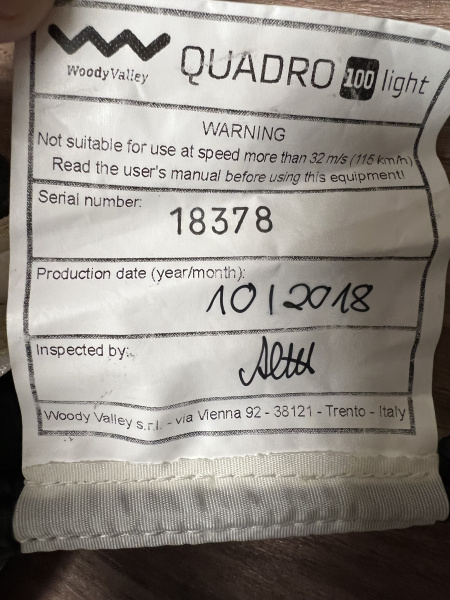 WoodyValley
QUADRO 100 light
WARNING
Not suitable for use at speed more than 32 m/s (115 km/h)
Read the user's manual before using this equipment!
Serial number:
18378
Production date (year/month):
10/2018
Inspected by:
Woody Valley s.r.l. - via Vienna 92 - 38121 - Trento - Italy